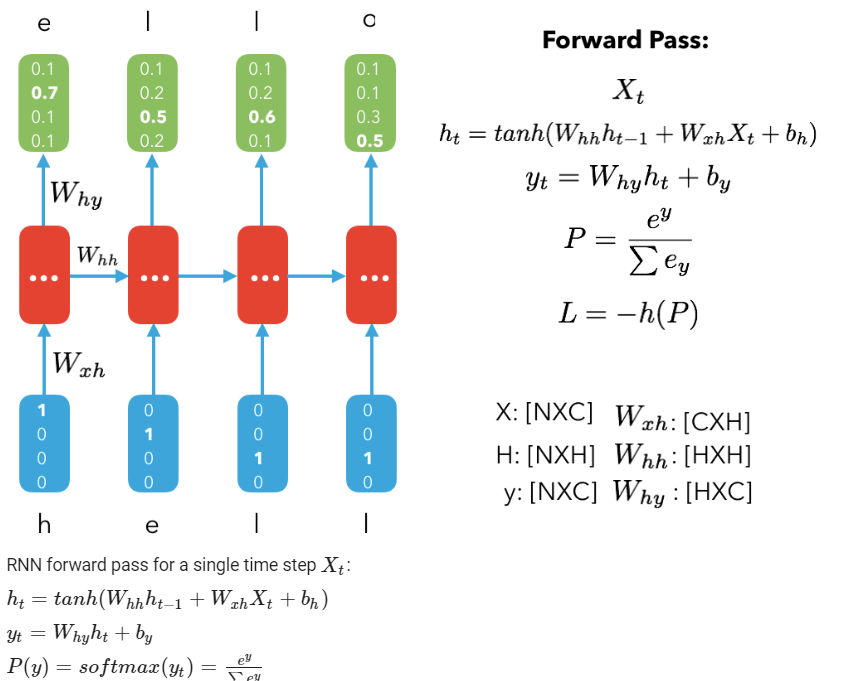 e l l o
0.1 0.1 0.1 0.1
0.7 0.2 0.2 0.1
0.1 0.5 0.6 0.3
0.1 0.2 0.1 0.5
W_{hy}
W_{hh}
... ... ... ...
W_{xh}
1 0 0 0
0 1 0 0
0 0 1 1
0 0 0 0
h e l l
Forward Pass:
X_t
h_t = tanh(W_{hh}h_{t-1} + W_{xh}X_t + b_h)
y_t = W_{hy}h_t + b_y
P = \frac{e^y}{\sum e_y}
L = -h(P)
X: [NXC] W_{xh}: [CXH]
H: [NXH] W_{hh}: [HXH]
y: [NXC] W_{hy} : [HXC]
RNN forward pass for a single time step X_t:
h_t = tanh(W_{hh}h_{t-1} + W_{xh}X_t + b_h)
y_t = W_{hy}h_t + b_y
P(y) = softmax(y_t) = \frac{e^y}{\sum e^y}